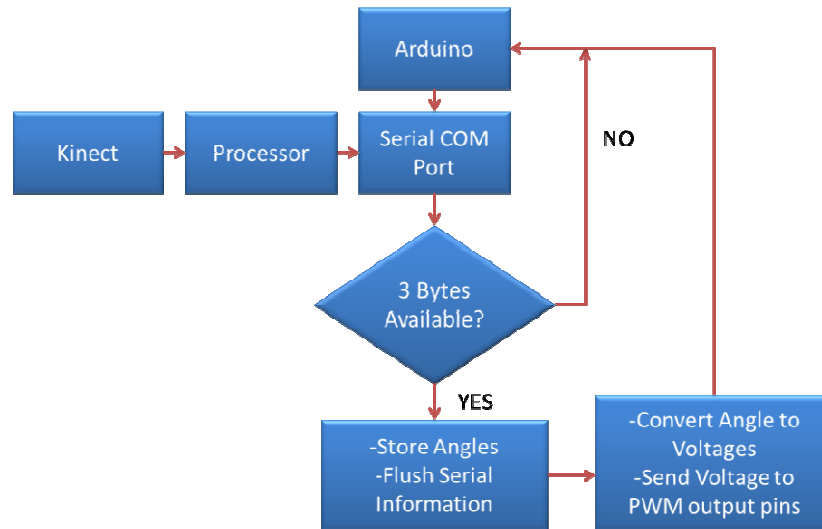 Arduino
Kinect
Processor
Serial COM
Port
NO
3 Bytes
Available?
YES
-Store Angles
-Flush Serial
Information
-Convert Angle to
Voltages
-Send Voltage to
PWM output pins